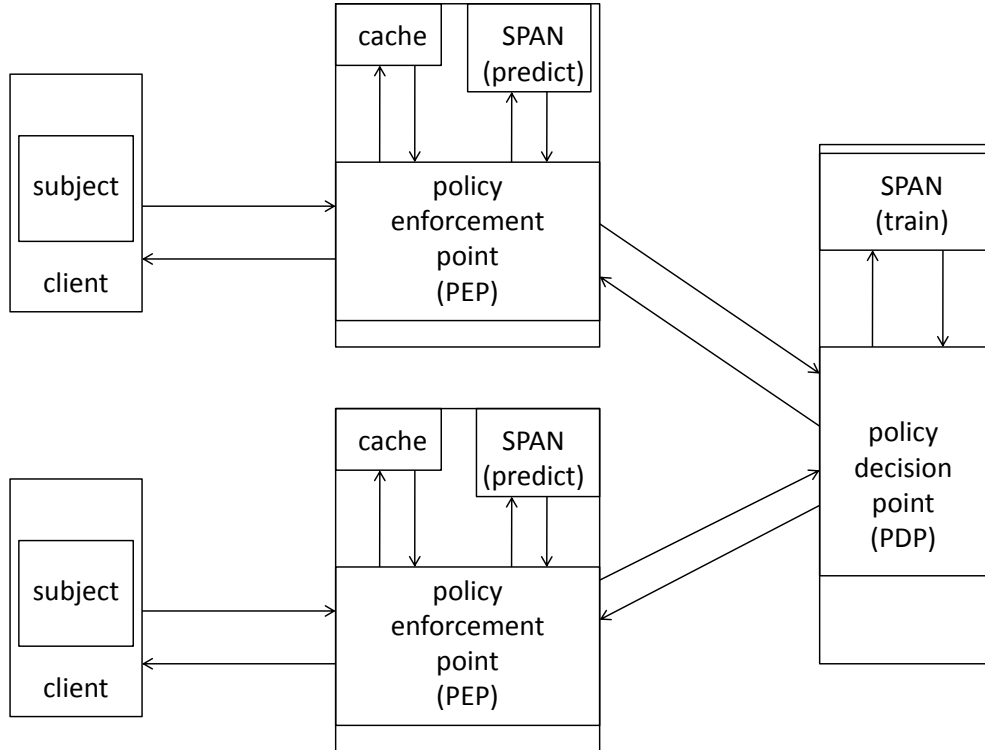 cache
SPAN
(predict)
subject
client
policy
enforcement
point
(PEP)
SPAN
(train)
policy
decision
point
(PDP)
cache
SPAN
(predict)
subject
client
policy
enforcement
point
(PEP)